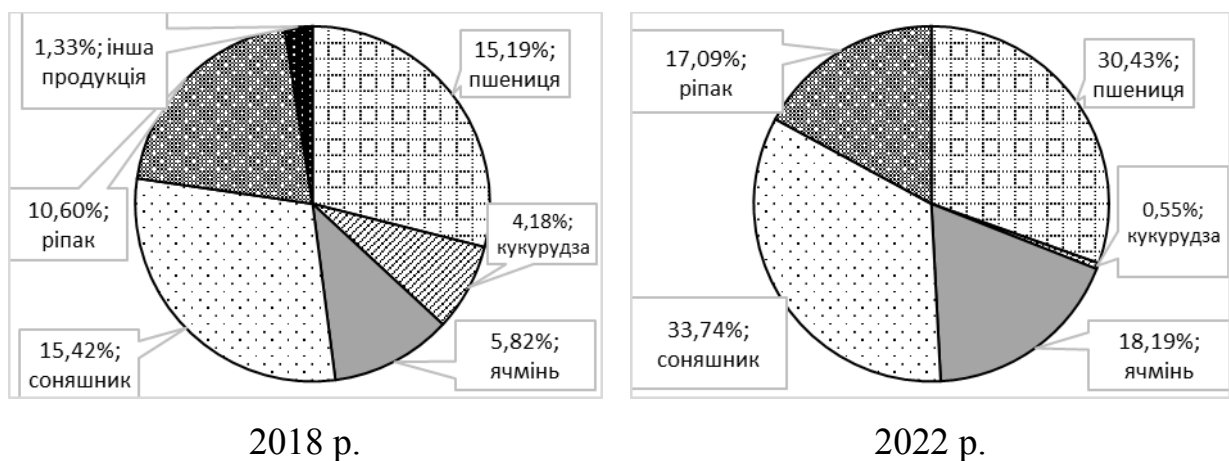 1,33%; інша
продукція
15,19%;
пшениця
4,18%;
кукурудза
5,82%;
ячмінь
15,42%;
соняшник
10,60%;
ріпак
2018 р.
17,09%;
ріпак
30,43%;
пшениця
0,55%;
кукурудза
18,19%;
ячмінь
33,74%;
соняшник
2022 р.